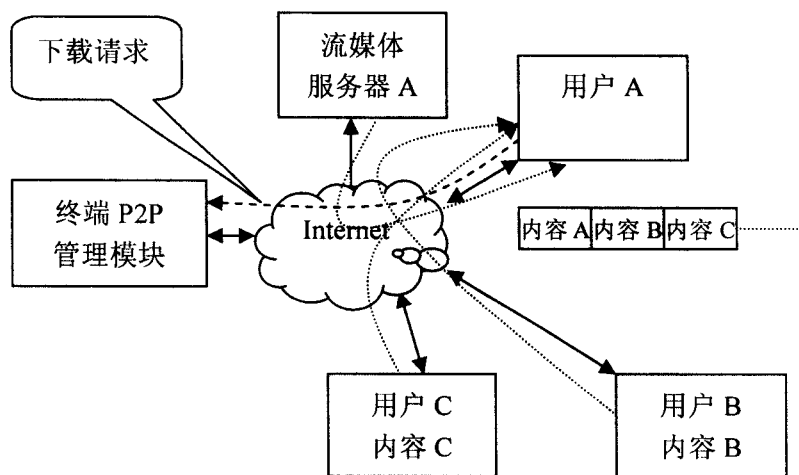 下载请求
流媒体
服务器 A
用户 A
终端 P2P
管理模块
Internet
内容 A 内容 B 内容 C
用户 C
内容 C
用户 B
内容 B